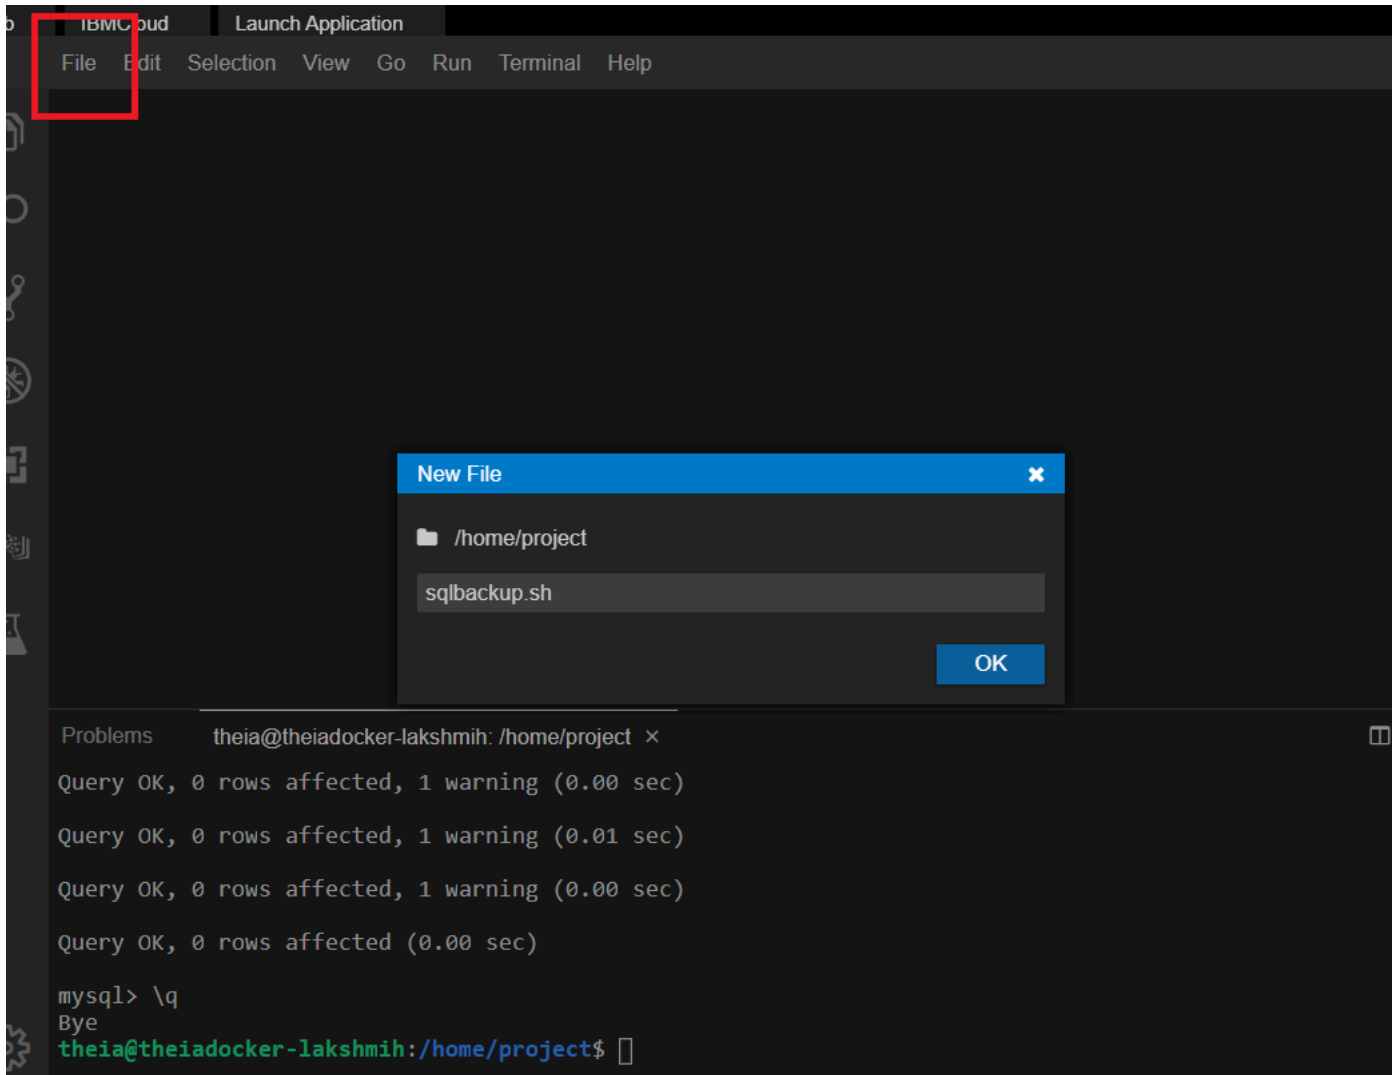 IBMCloud Launch Application
File Edit Selection View Go Run Terminal Help
New File
/home/project
sqlbackup.sh
OK
Problems theia@theiadocker-lakshmih: /home/project
Query OK, 0 rows affected, 1 warning (0.00 sec)
Query OK, 0 rows affected, 1 warning (0.01 sec)
Query OK, 0 rows affected, 1 warning (0.00 sec)
Query OK, 0 rows affected (0.00 sec)
mysql> \q
Bye
theia@theiadocker-lakshmih:/home/project$